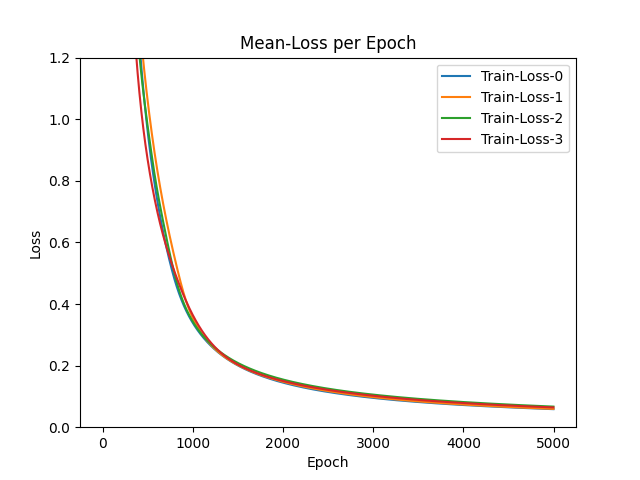 Mean-Loss per Epoch
1.2
1.0
0.8
0.6
0.4
0.2
0.0
Loss
Train-Loss-0
Train-Loss-1
Train-Loss-2
Train-Loss-3
0 1000 2000 3000 4000 5000
Epoch